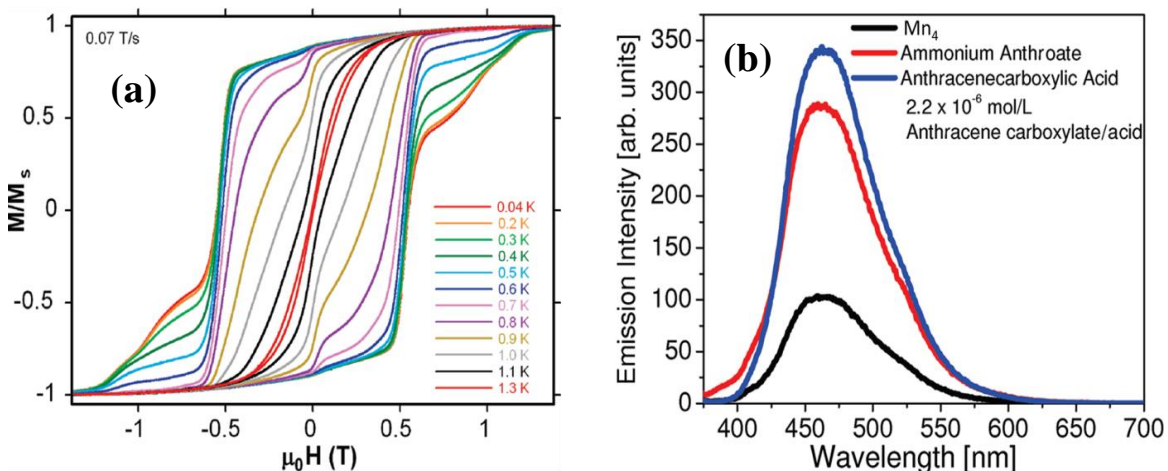 0.07 T/s
(a)
M/Mₛ
1
0.5
0
-0.5
-1
0.04 K
0.2 K
0.3 K
0.4 K
0.5 K
0.6 K
0.7 K
0.8 K
0.9 K
1.0 K
1.1 K
1.3 K
-1 -0.5 0 0.5 1
μ₀H (T)
(b)
Mn₄
Ammonium Anthroate
Anthracenecarboxylic Acid
2.2 x 10⁻⁶ mol/L
Anthracene carboxylate/acid
Emission Intensity [arb. units]
350
300
250
200
150
100
50
0
400 450 500 550 600 650 700
Wavelength [nm]